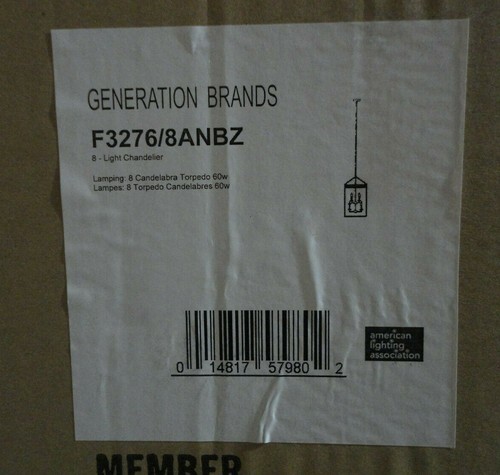 GENERATION BRANDS
F3276/8ANBZ
8 - Light Chandelier
Lamping: 8 Candelabra Torpedo 60w
Lampes: 8 Torpedo Candelabres 60w
american
lighting
association
0 14817 57980 2
MEMBER